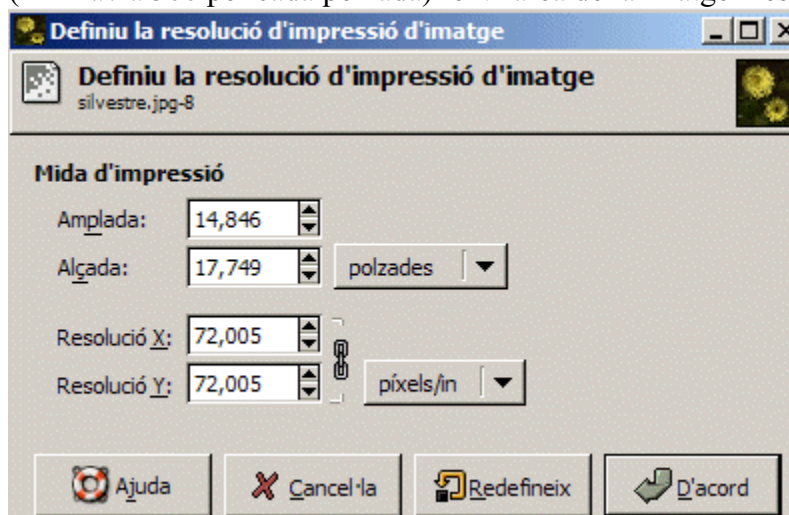 Definiu la resolució d'impressió d'imatge
Definiu la resolució d'impressió d'imatge
silvestre.jpg-8
Mida d'impressió
Amplada: 14,846
Alçada: 17,749 polzades
Resolució X: 72,005
Resolució Y: 72,005 píxels/in
Ajuda Cancel·la Redefineix D'acord